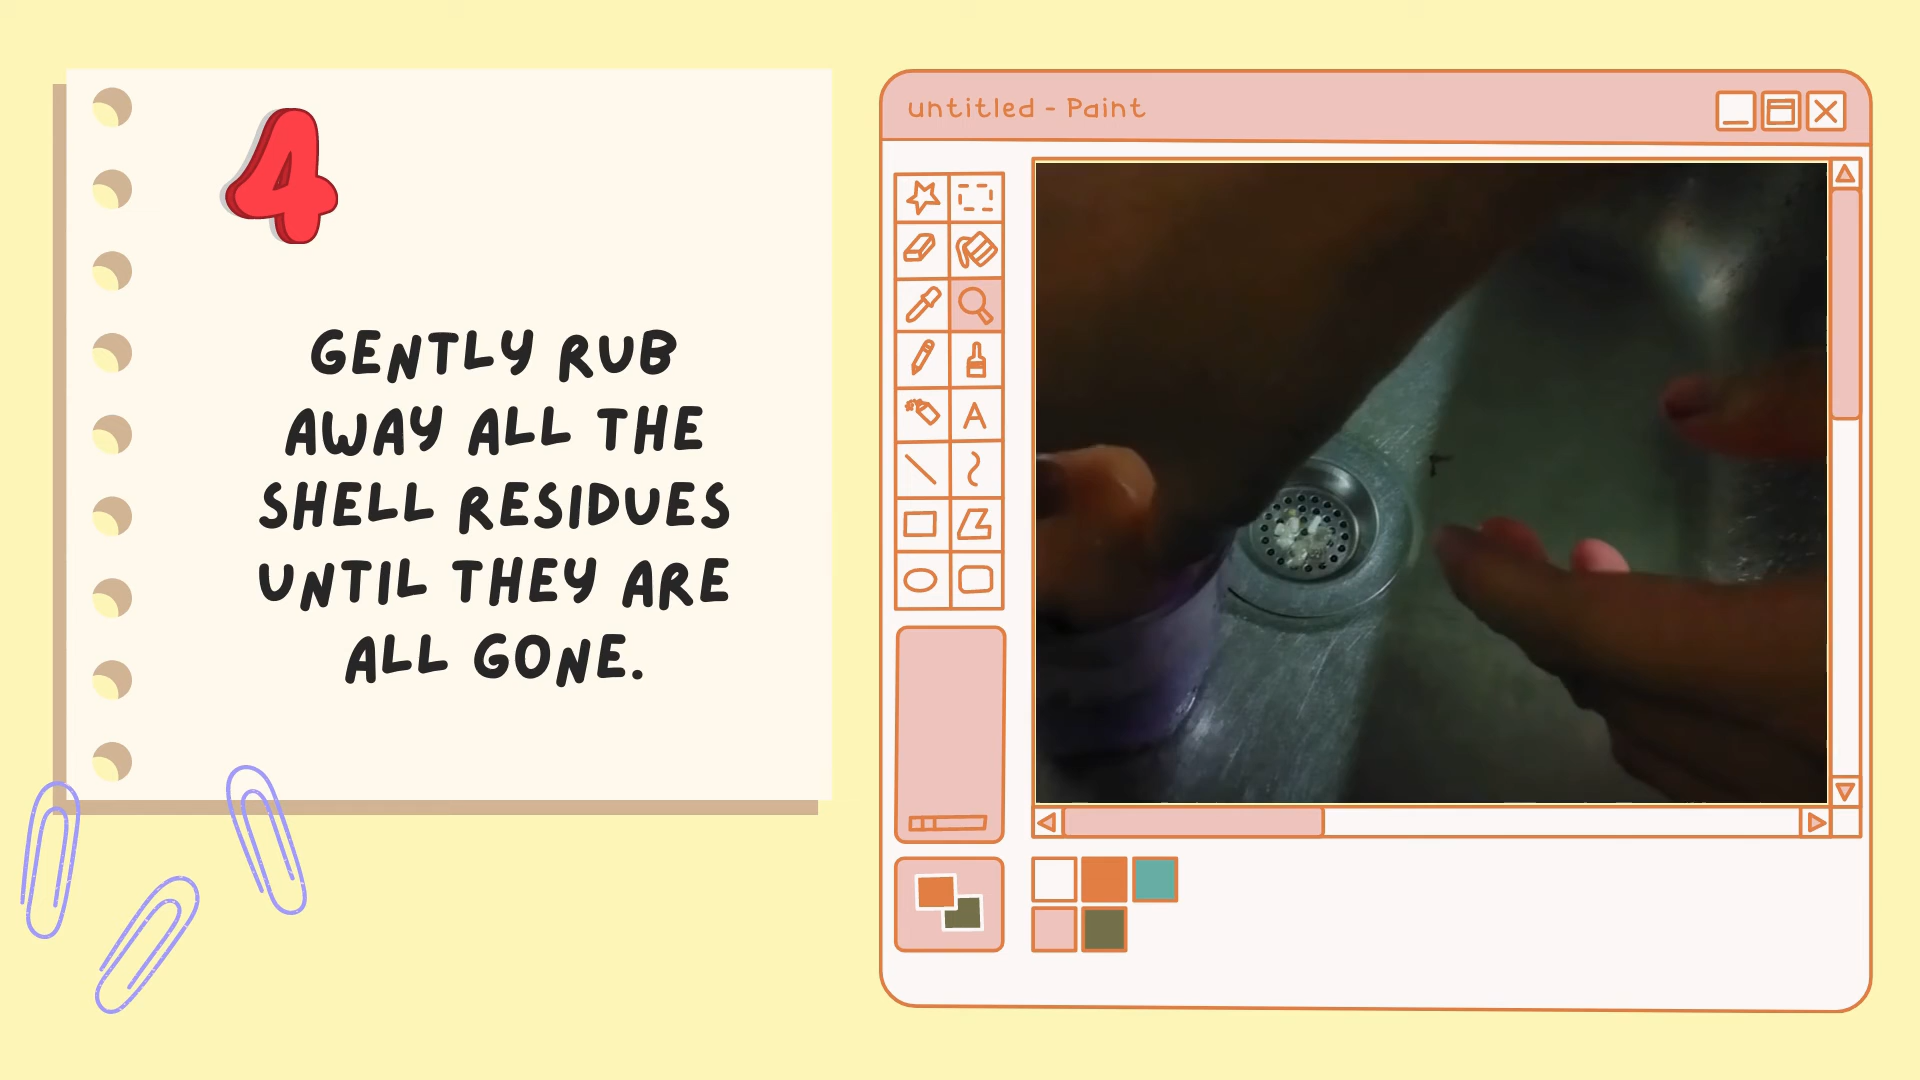 4
GENTLY RUB
AWAY ALL THE
SHELL RESIDUES
UNTIL THEY ARE
ALL GONE.
untitled - Paint
A